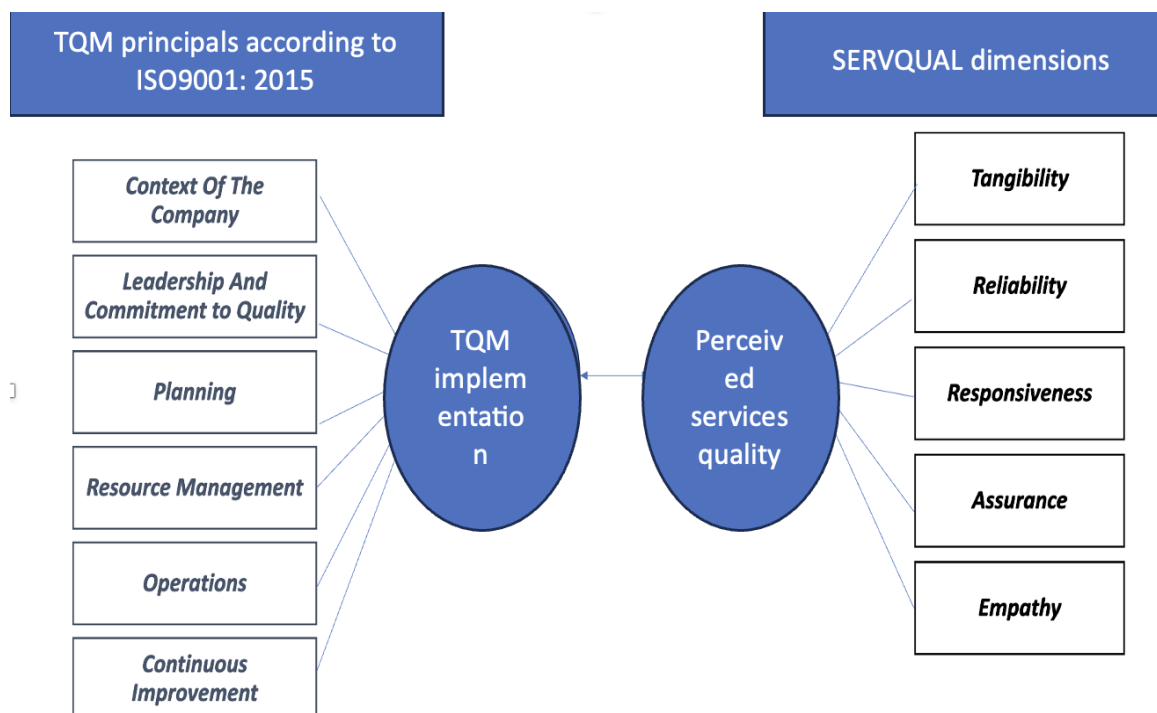 TQM principals according to
ISO9001: 2015
SERVQUAL dimensions
Context Of The
Company
Leadership And
Commitment to Quality
Planning
Resource Management
Operations
Continuous
Improvement
TQM
implem
entatio
n
Perceiv
ed
services
quality
Tangibility
Reliability
Responsiveness
Assurance
Empathy